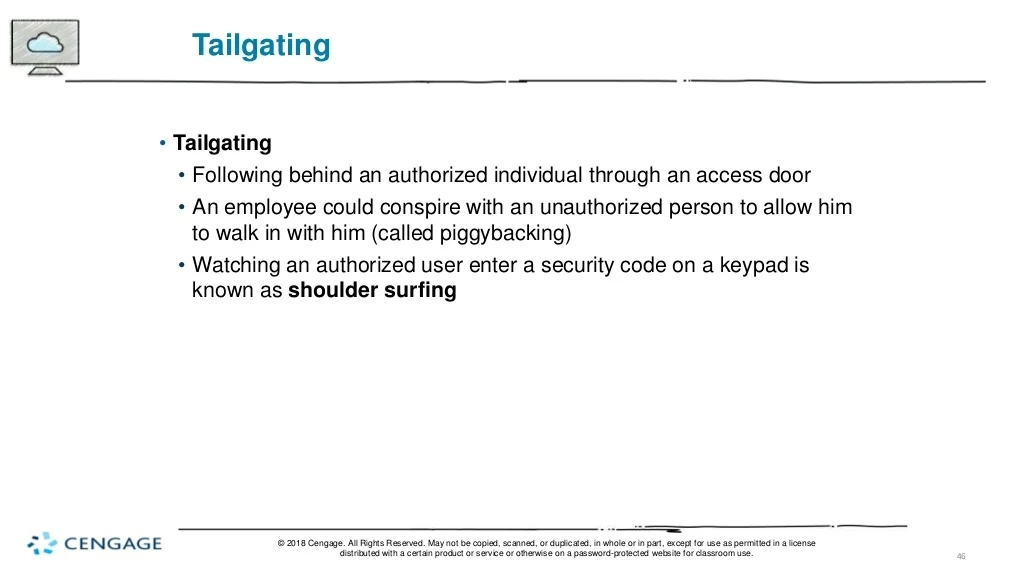 Tailgating
• Tailgating
• Following behind an authorized individual through an access door
• An employee could conspire with an unauthorized person to allow him
to walk in with him (called piggybacking)
• Watching an authorized user enter a security code on a keypad is
known as shoulder surfing
CENGAGE
© 2018 Cengage. All Rights Reserved. May not be copied, scanned, or duplicated, in whole or in part, except for use as permitted in a license
distributed with a certain product or service or otherwise on a password-protected website for classroom use.
46